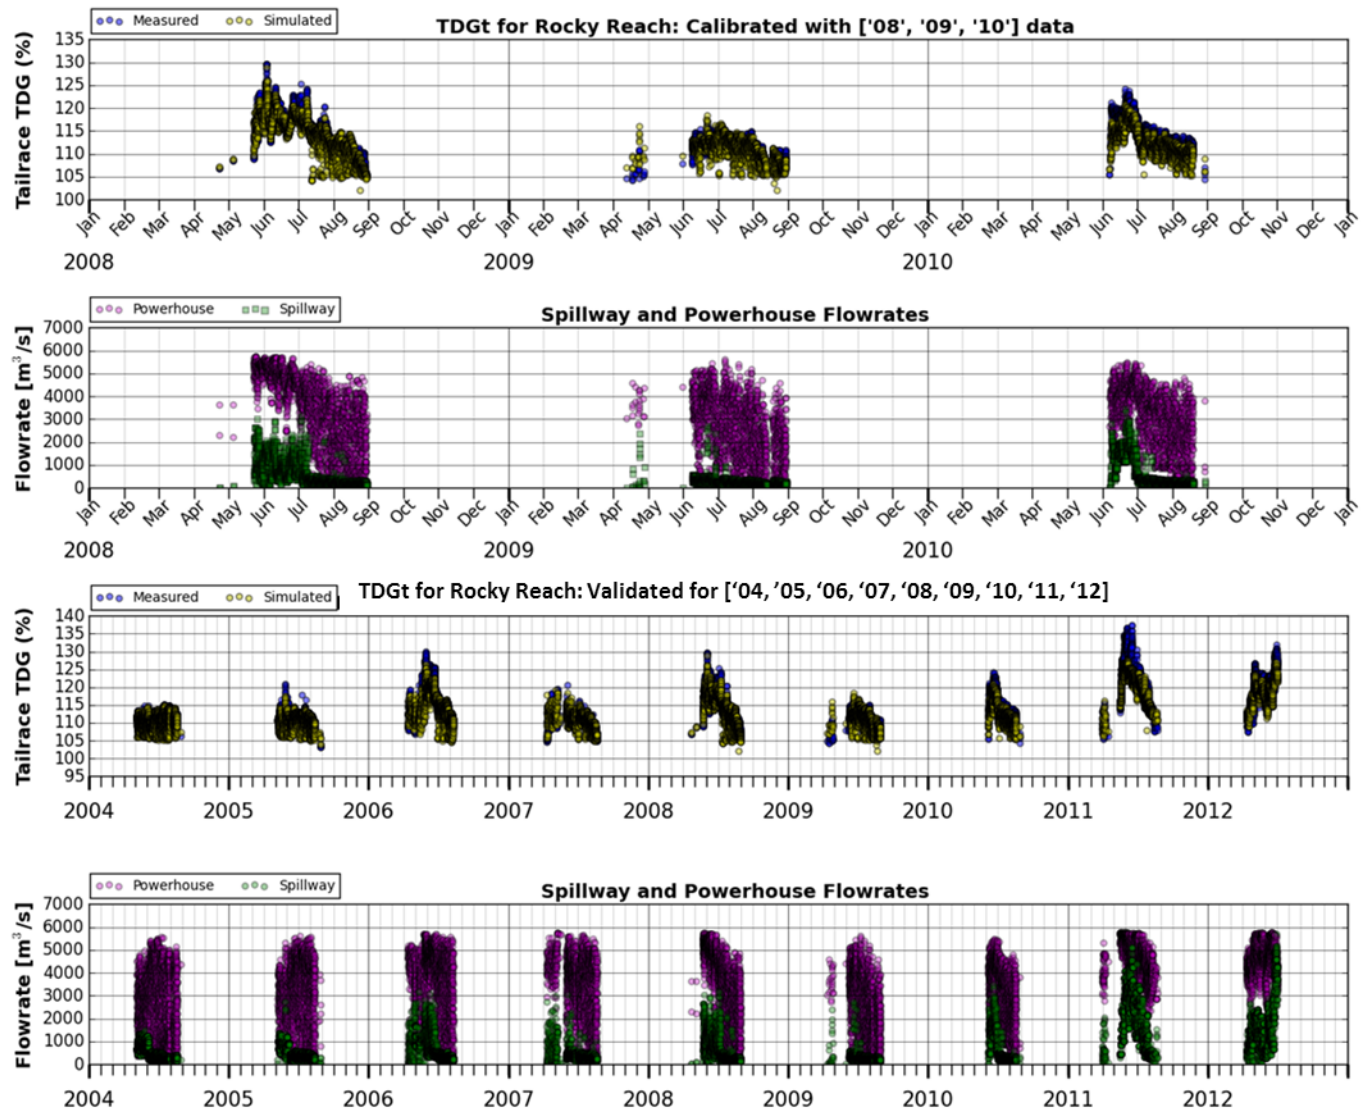 Measured Simulated
TDGt for Rocky Reach: Calibrated with ['08', '09', '10'] data
Tailrace TDG (%)
135
130
125
120
115
110
105
100
Jan Feb Mar Apr May Jun Jul Aug Sep Oct Nov Dec Jan Feb Mar Apr May Jun Jul Aug Sep Oct Nov Dec Jan Feb Mar Apr May Jun Jul Aug Sep Oct Nov Dec Jan
2008 2009 2010
Powerhouse Spillway
Spillway and Powerhouse Flowrates
Flowrate [m³/s]
7000
6000
5000
4000
3000
2000
1000
0
Jan Feb Mar Apr May Jun Jul Aug Sep Oct Nov Dec Jan Feb Mar Apr May Jun Jul Aug Sep Oct Nov Dec Jan Feb Mar Apr May Jun Jul Aug Sep Oct Nov Dec Jan
2008 2009 2010
Measured Simulated
TDGt for Rocky Reach: Validated for [‘04, ’05, ‘06, ‘07, ‘08, ‘09, ‘10, ‘11, ‘12]
Tailrace TDG (%)
140
135
130
125
120
115
110
105
100
95
2004 2005 2006 2007 2008 2009 2010 2011 2012
Powerhouse Spillway
Spillway and Powerhouse Flowrates
Flowrate [m³/s]
7000
6000
5000
4000
3000
2000
1000
0
2004 2005 2006 2007 2008 2009 2010 2011 2012